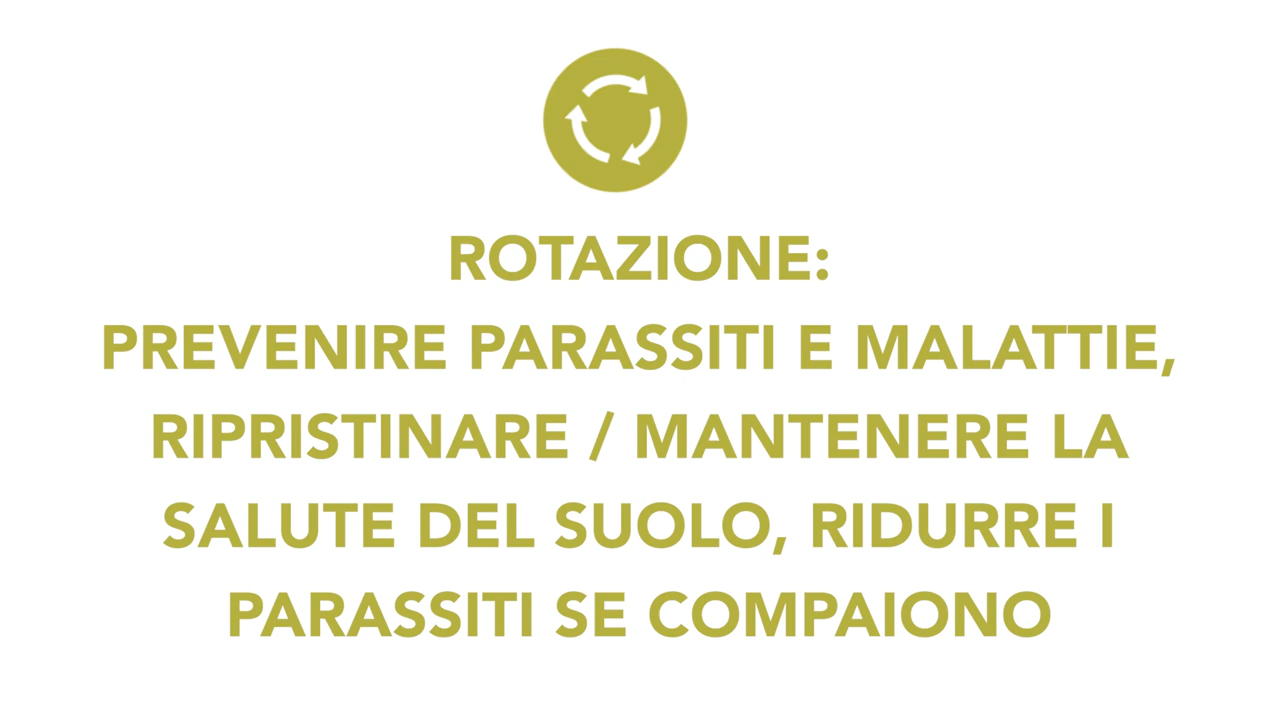 ROTAZIONE:
PREVENIRE PARASSITI E MALATTIE,
RIPRISTINARE / MANTENERE LA
SALUTE DEL SUOLO, RIDURRE I
PARASSITI SE COMPAIONO